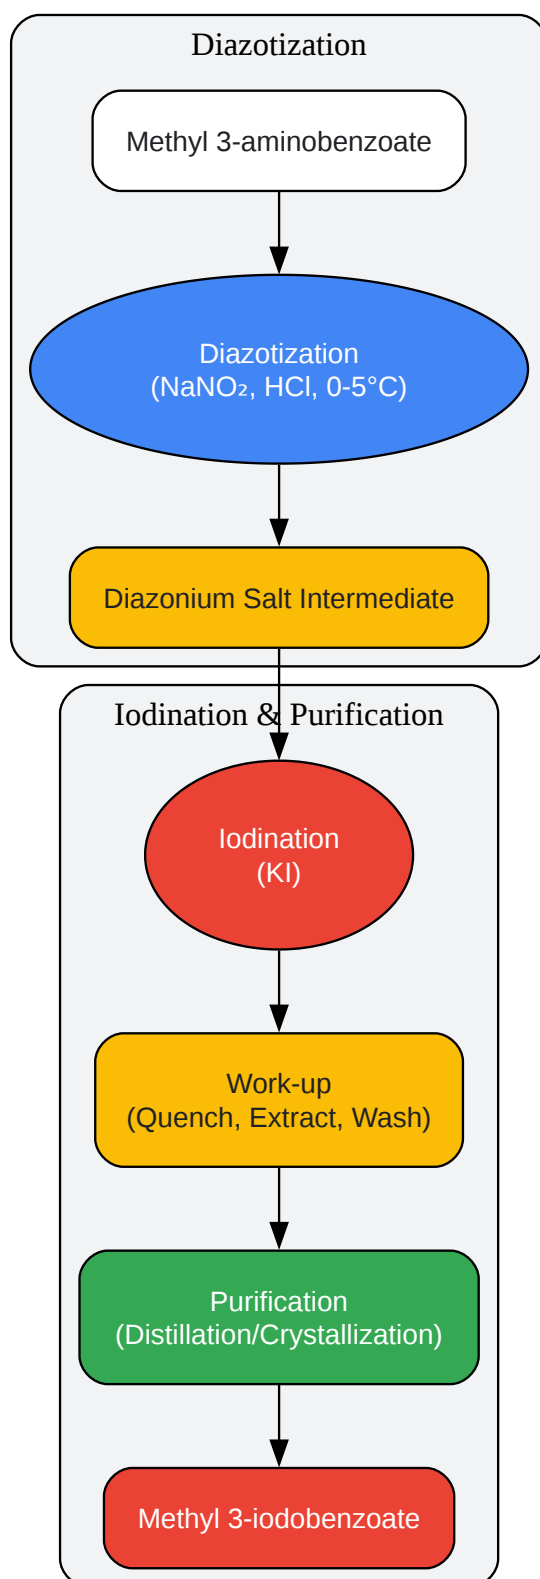 Diazotization
Methyl 3-aminobenzoate
Diazotization
(NaNO₂, HCl, 0-5°C)
Diazonium Salt Intermediate
Iodination & Purification
Iodination
(KI)
Work-up
(Quench, Extract, Wash)
Purification
(Distillation/Crystallization)
Methyl 3-iodobenzoate